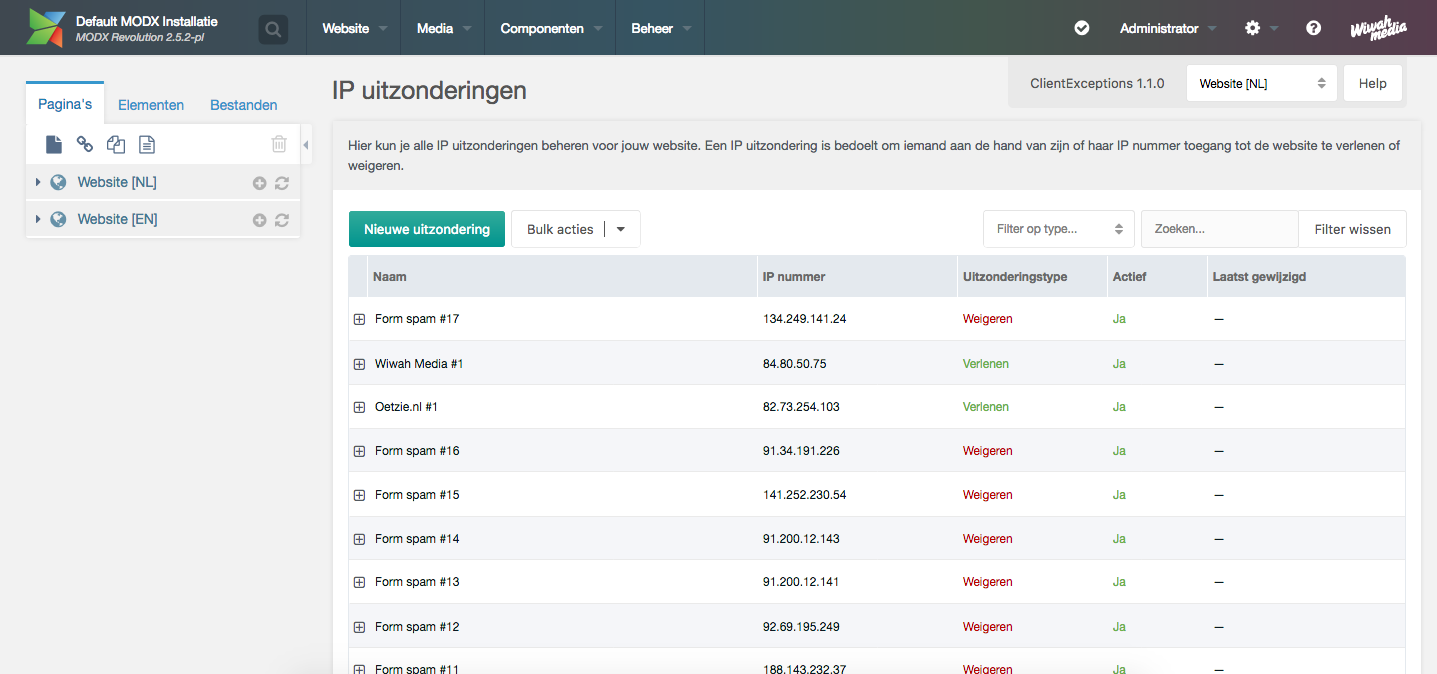 Default MODX Installatie
MODX Revolution 2.5.2-pl
Website
Media
Componenten
Beheer
Administrator
Wiwah media
Pagina's
Elementen
Bestanden
Website [NL]
Website [EN]
IP uitzonderingen
ClientExceptions 1.1.0
Website [NL]
Help
Hier kun je alle IP uitzonderingen beheren voor jouw website. Een IP uitzondering is bedoelt om iemand aan de hand van zijn of haar IP nummer toegang tot de website te verlenen of
weigeren.
Nieuwe uitzondering
Bulk acties
Filter op type...
Zoeken...
Filter wissen
Naam IP nummer Uitzonderingstype Actief Laatst gewijzigd
Form spam #17 134.249.141.24 Weigeren Ja —
Wiwah Media #1 84.80.50.75 Verlenen Ja —
Oetzie.nl #1 82.73.254.103 Verlenen Ja —
Form spam #16 91.34.191.226 Weigeren Ja —
Form spam #15 141.252.230.54 Weigeren Ja —
Form spam #14 91.200.12.143 Weigeren Ja —
Form spam #13 91.200.12.141 Weigeren Ja —
Form spam #12 92.69.195.249 Weigeren Ja —
Form spam #11 188.143.232.37 Weigeren Ja —